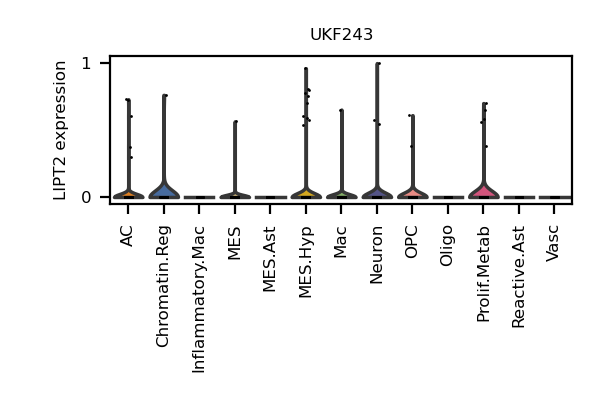 UKF243
LIPT2 expression
1
0
AC
Chromatin.Reg
Inflammatory.Mac
MES
MES.Ast
MES.Hyp
Mac
Neuron
OPC
Oligo
Prolif.Metab
Reactive.Ast
Vasc